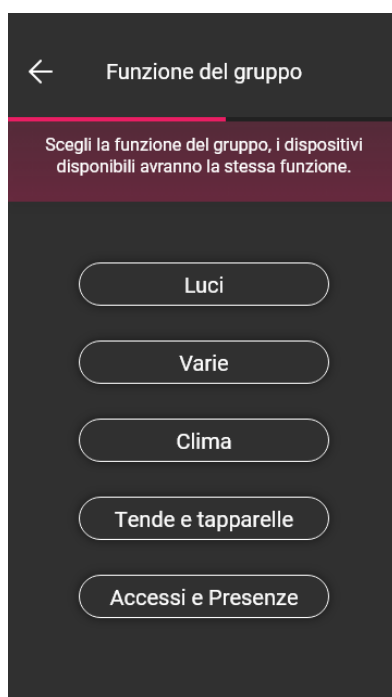 Funzione del gruppo
Scegli la funzione del gruppo, i dispositivi
disponibili avranno la stessa funzione.
Luci
Varie
Clima
Tende e tapparelle
Accessi e Presenze